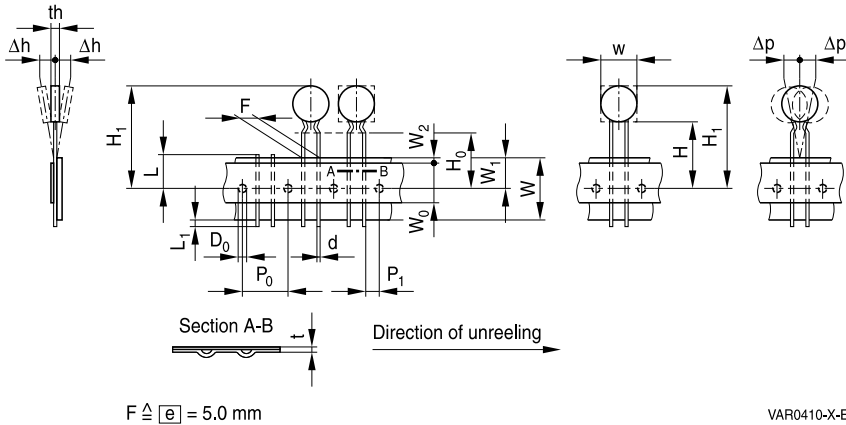 th
Δh Δh
w
Δp Δp
F
H1
L
L1
W2
H0
W1
W
W0
H
H1
A B
D0
d
P0
P1
Section A-B
t
Direction of unreeling
F ≙ e = 5.0 mm
VAR0410-X-E